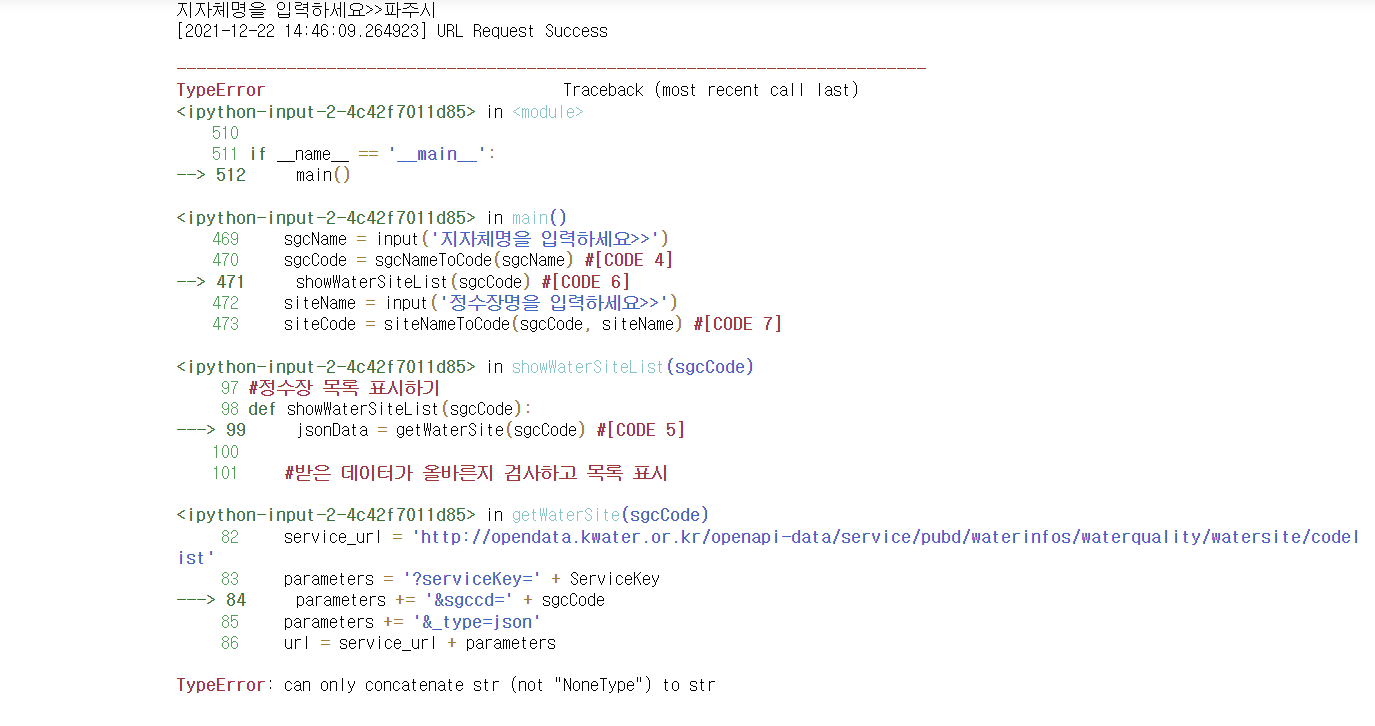 지자체명을 입력하세요>>파주시
[2021-12-22 14:46:09.264923] URL Request Success
---------------------------------------------------------------------------
TypeError                                 Traceback (most recent call last)
<ipython-input-2-4c42f7011d85> in <module>
    510
    511 if __name__ == '__main__':
--> 512     main()
<ipython-input-2-4c42f7011d85> in main()
    469     sgcName = input('지자체명을 입력하세요>>')
    470     sgcCode = sgcNameToCode(sgcName) #[CODE 4]
--> 471     showWaterSiteList(sgcCode) #[CODE 6]
    472     siteName = input('정수장명을 입력하세요>>')
    473     siteCode = siteNameToCode(sgcCode, siteName) #[CODE 7]
<ipython-input-2-4c42f7011d85> in showWaterSiteList(sgcCode)
     97 #정수장 목록 표시하기
     98 def showWaterSiteList(sgcCode):
---> 99     jsonData = getWaterSite(sgcCode) #[CODE 5]
    100
    101     #받은 데이터가 올바른지 검사하고 목록 표시
<ipython-input-2-4c42f7011d85> in getWaterSite(sgcCode)
     82     service_url = 'http://opendata.kwater.or.kr/openapi-data/service/pubd/waterinfos/waterquality/watersite/codel
ist'
     83     parameters = '?serviceKey=' + ServiceKey
---> 84     parameters += '&sgccd=' + sgcCode
     85     parameters += '&_type=json'
     86     url = service_url + parameters
TypeError: can only concatenate str (not "NoneType") to str